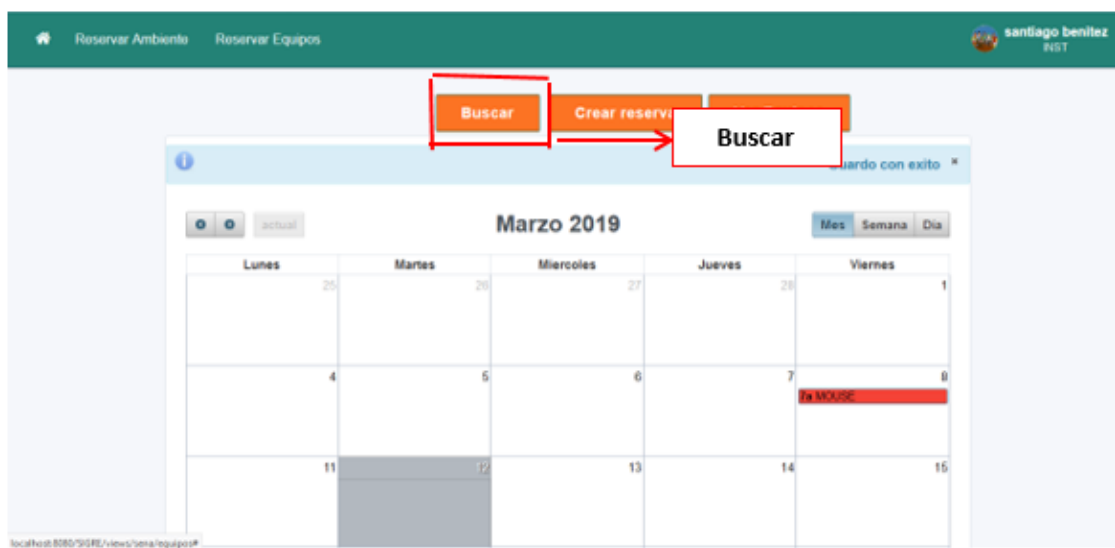 Reservar Ambiente Reservar Equipos
santiago benitez
INST
Buscar Crear reserva
Buscar
Guardo con exito ×
actual Marzo 2019 Mes Semana Dia
Lunes Martes Miercoles Jueves Viernes
25 26 27 28 1
4 5 6 7 8
7a MOUSE
11 12 13 14 15
localhost:8080/SIGRE/views/sena/equipos#